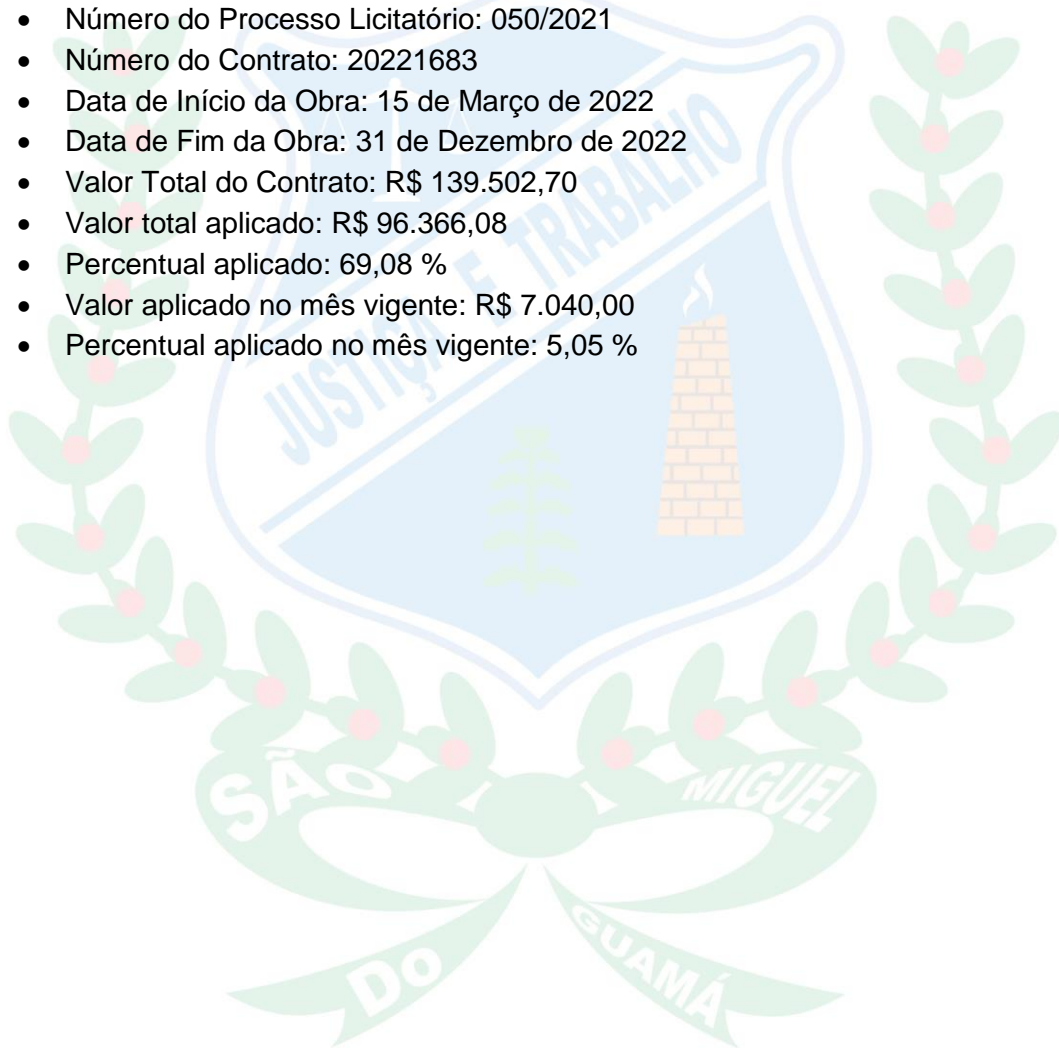 • Número do Processo Licitatório: 050/2021
• Número do Contrato: 20221683
• Data de Início da Obra: 15 de Março de 2022
• Data de Fim da Obra: 31 de Dezembro de 2022
• Valor Total do Contrato: R$ 139.502,70
• Valor total aplicado: R$ 96.366,08
• Percentual aplicado: 69,08 %
• Valor aplicado no mês vigente: R$ 7.040,00
• Percentual aplicado no mês vigente: 5,05 %
JUSTIÇA E TRABALHO
SÃO MIGUEL
DO GUAMÁ